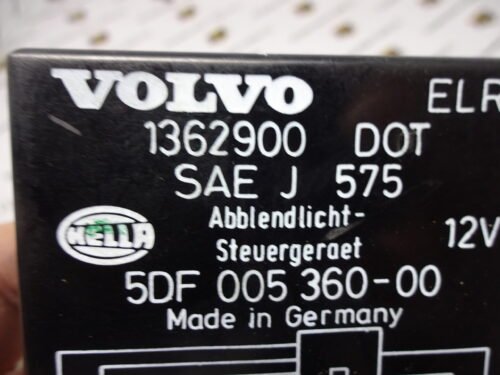 VOLVO ELR
1362900 DOT
SAE J 575
HELLA Abblendlicht-
Steuergeraet 12V
5DF 005 360-00
Made in Germany